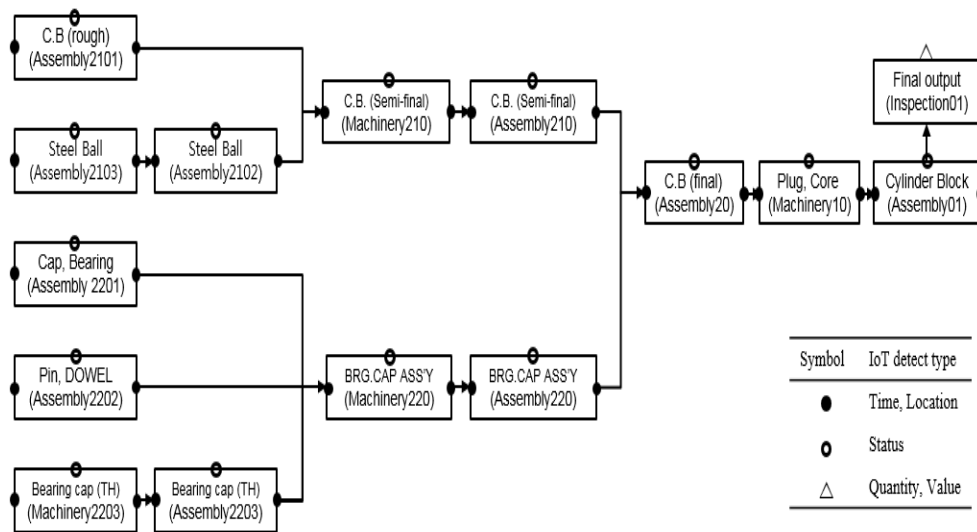 C.B (rough)
(Assembly2101)
Steel Ball
(Assembly2103)
Steel Ball
(Assembly2102)
C.B. (Semi-final)
(Machinery210)
C.B. (Semi-final)
(Assembly210)
Cap, Bearing
(Assembly 2201)
Pin, DOWEL
(Assembly2202)
Bearing cap (TH)
(Machinery2203)
Bearing cap (TH)
(Assembly2203)
BRG.CAP ASS'Y
(Machinery220)
BRG.CAP ASS'Y
(Assembly220)
C.B (final)
(Assembly20)
Plug, Core
(Machinery10)
Cylinder Block
(Assembly01)
Final output
(Inspection01)
Symbol IoT detect type
Time, Location
Status
Quantity, Value